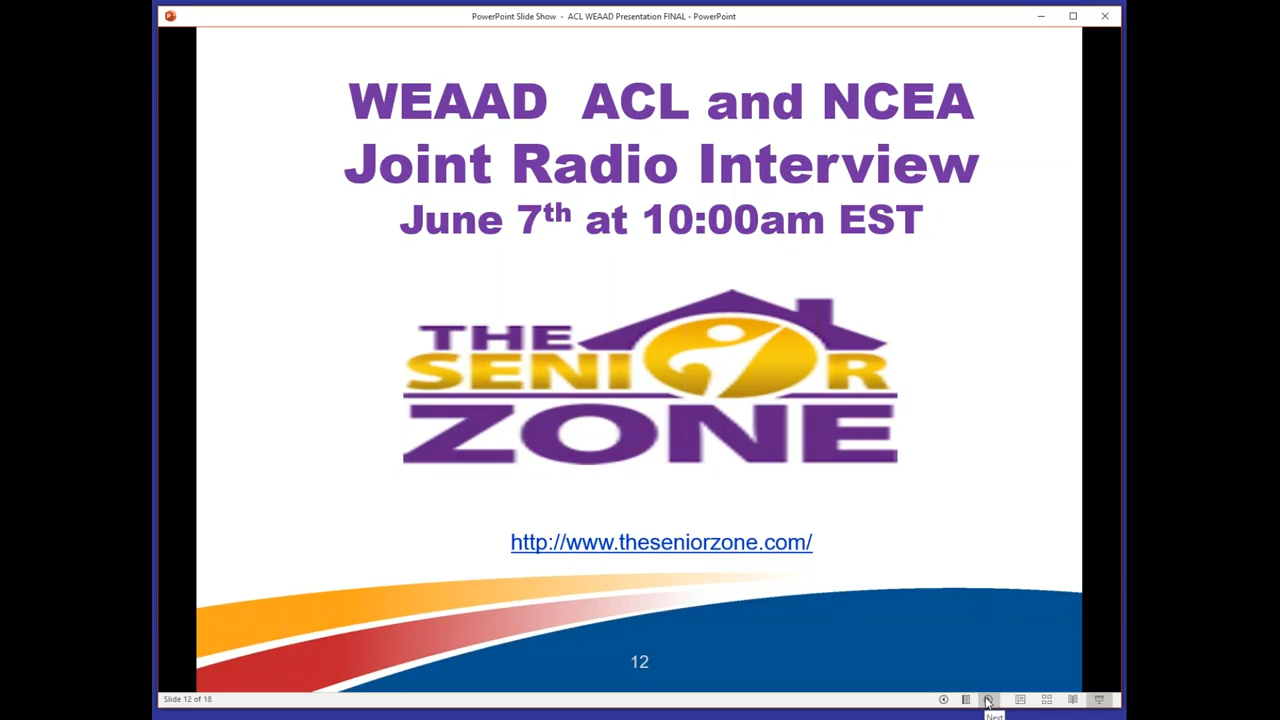 PowerPoint Slide Show - ACL WEAAD Presentation FINAL - PowerPoint
WEAAD ACL and NCEA
Joint Radio Interview
June 7th at 10:00am EST
THE
SENIOR
ZONE
http://www.theseniorzone.com/
12
Slide 12 of 18
Next